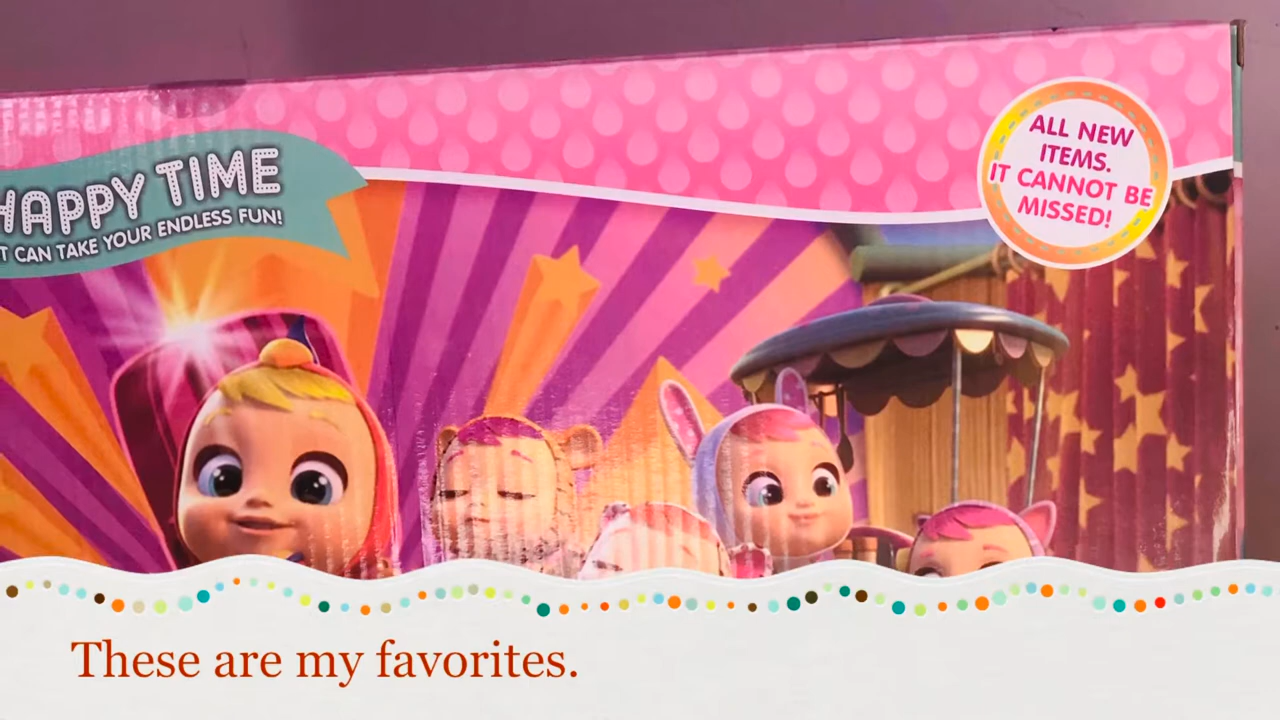 HAPPY TIME
T CAN TAKE YOUR ENDLESS FUN!
ALL NEW
ITEMS.
IT CANNOT BE
MISSED!
These are my favorites.